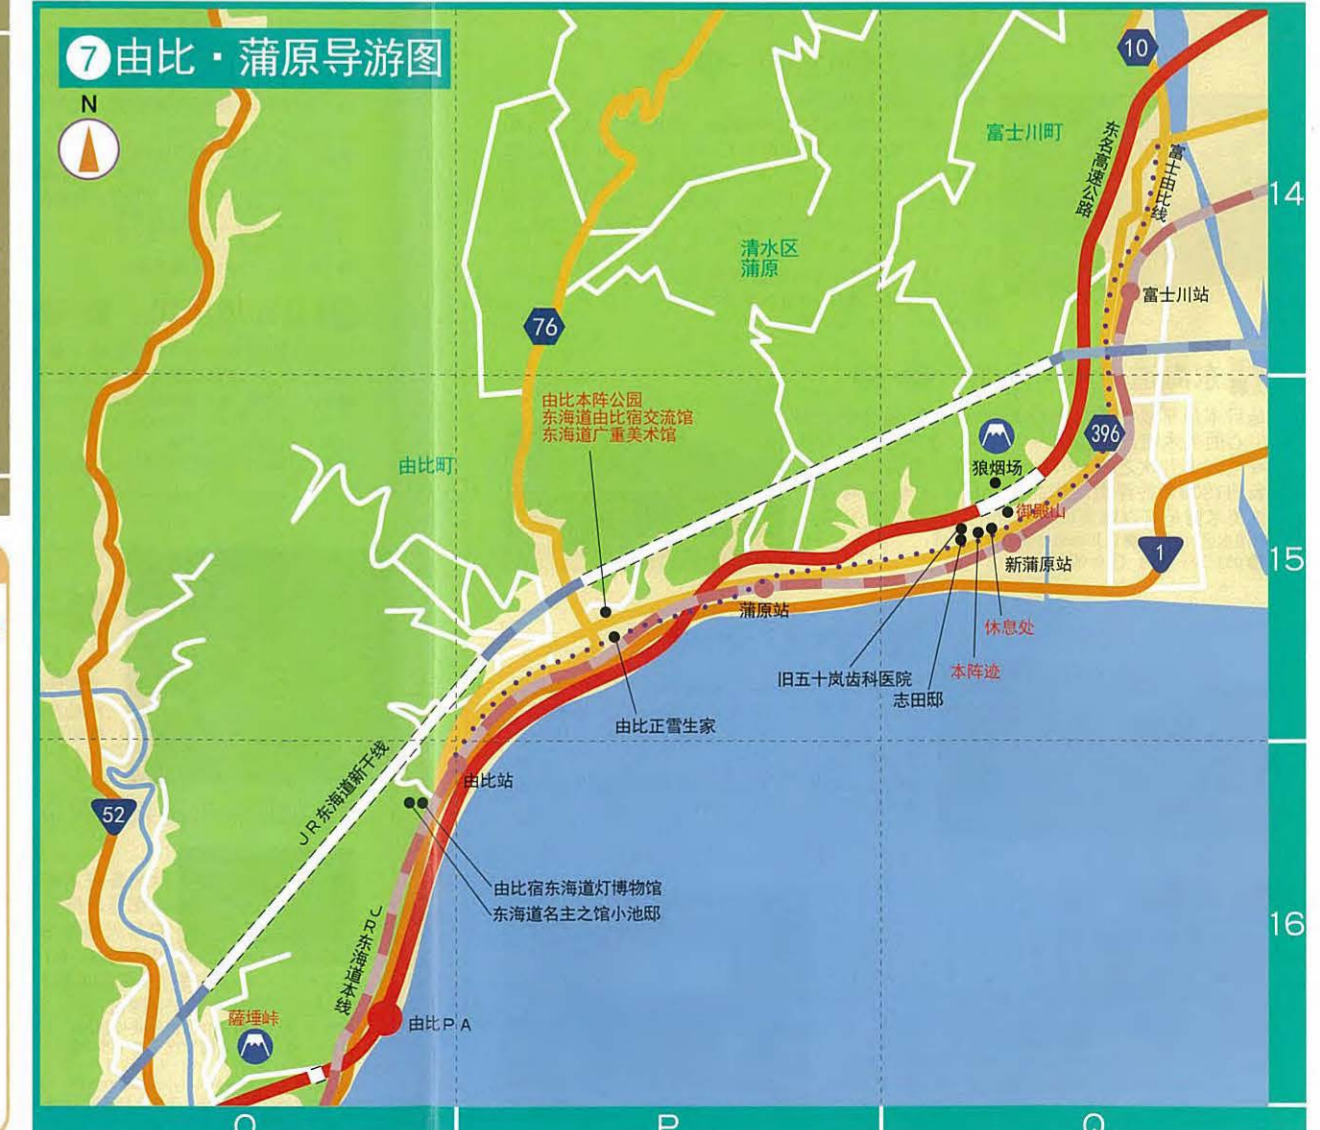 7 由比・蒲原导游图
N
10
富士川町
东名高速公路
富士由比线
14
清水区
蒲原
富士川站
76
由比本阵公园
东海道由比宿交流馆
东海道广重美术馆
396
由比町
狼烟场
御殿山
1
15
新蒲原站
蒲原站
休息处
本阵迹
旧五十岚齿科医院
志田邸
由比正雪生家
JR东海道新干线
由比站
52
由比宿东海道灯博物馆
东海道名主之馆小池邸
JR东海道本线
16
薩埵峠
由比PA
O
P
Q